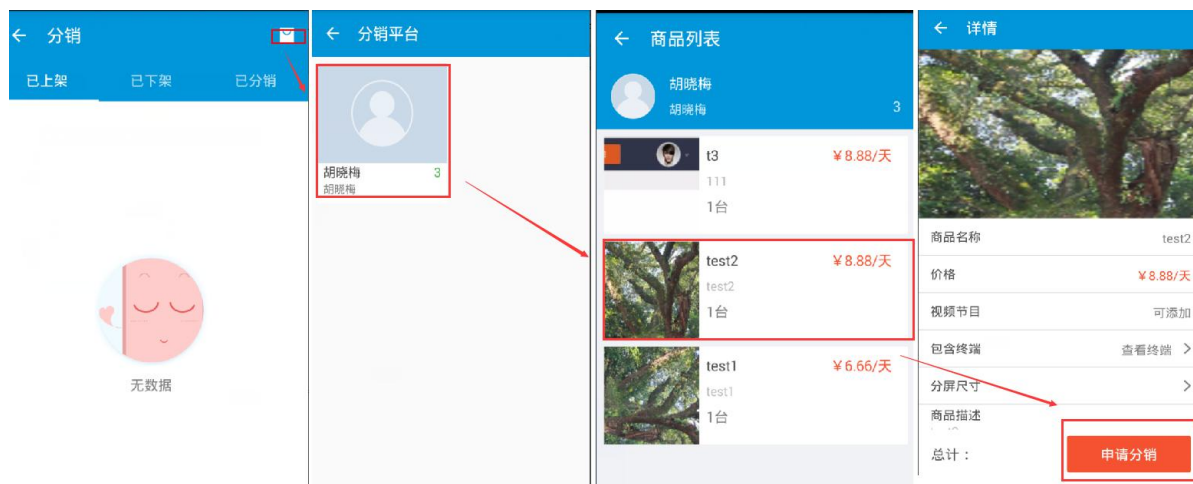 分销
已上架
已下架
已分销
无数据
分销平台
胡晓梅
3
胡晓梅
商品列表
胡晓梅
胡晓梅
3
t3
¥8.88/天
111
1台
test2
¥8.88/天
test2
1台
test1
¥6.66/天
test1
1台
详情
商品名称
test2
价格
¥8.88/天
视频节目
可添加
包含终端
查看终端
分屏尺寸
商品描述
总计：
申请分销